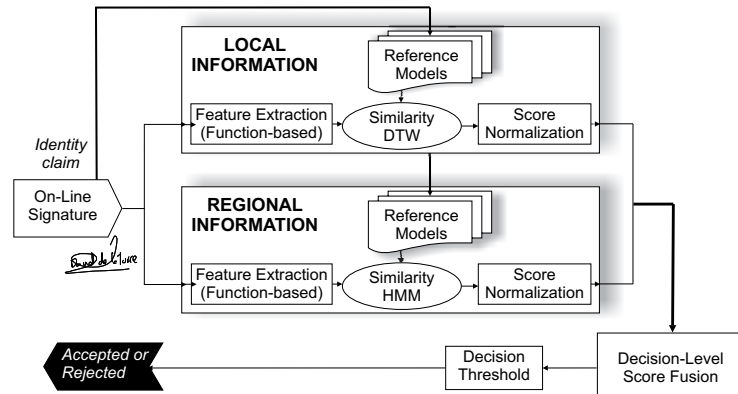 LOCAL
INFORMATION
Reference
Models
Feature Extraction
(Function-based)
Similarity
DTW
Score
Normalization
Identity
claim
On-Line
Signature
REGIONAL
INFORMATION
Reference
Models
Feature Extraction
(Function-based)
Similarity
HMM
Score
Normalization
Accepted or
Rejected
Decision
Threshold
Decision-Level
Score Fusion